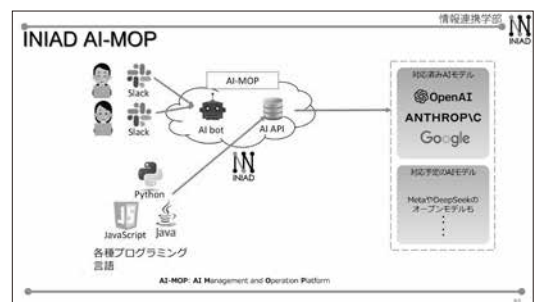 情報連携学部
INIAD
INIAD AI-MOP
AI-MOP
Slack
Slack
AI bot
AI API
INIAD
Python
JavaScript
Java
各種プログラミング
言語
対応済みAIモデル
OpenAI
ANTHROP\C
Google
対応予定のAIモデル
MetaやDeepSeekの
オープンモデルも
AI-MOP: AI Management and Operation Platform